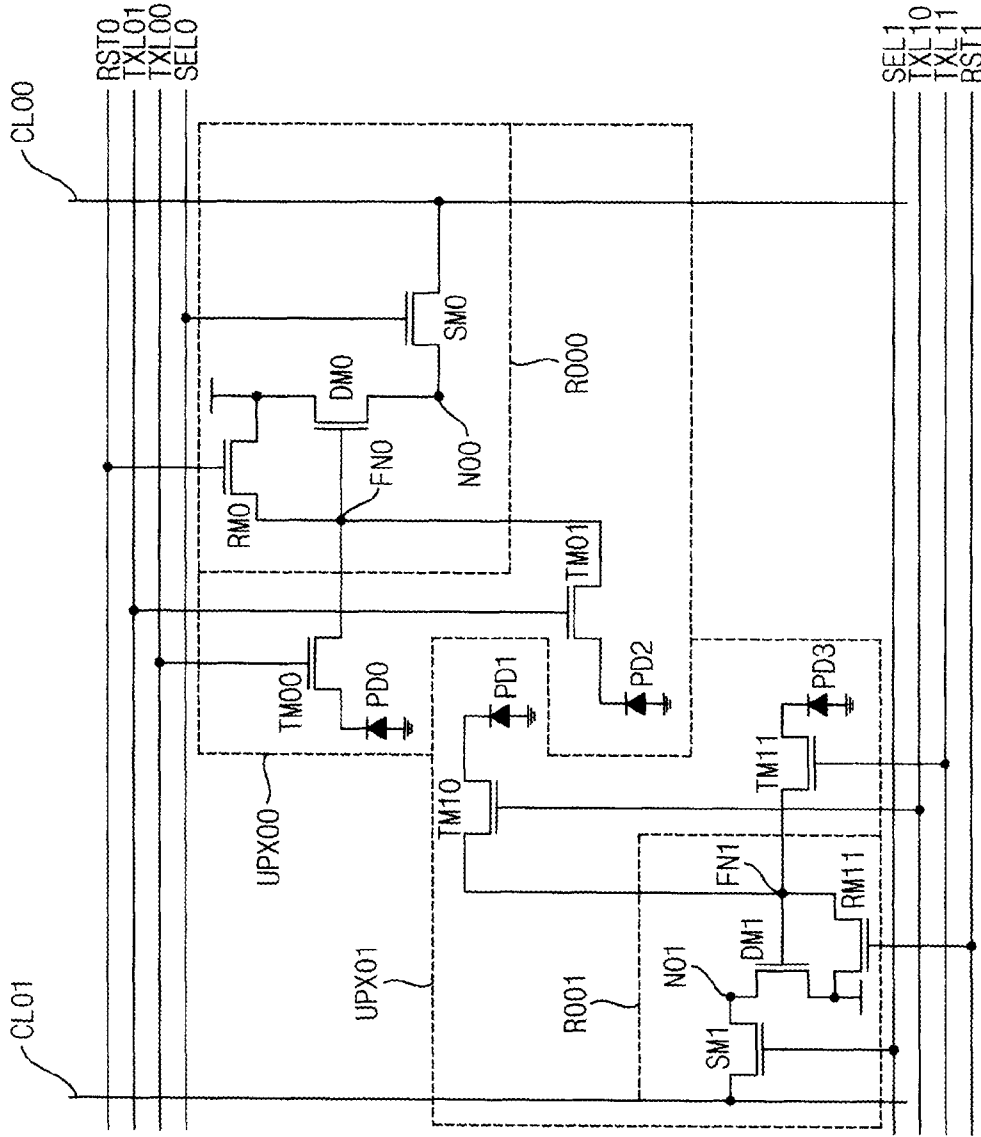 CL00
RST0
TXL01
TXL00
SEL0
SM0
R000
DM0
N00
FN0
RM0
TM01
TM00
PD0
PD2
PD1
PD3
UPX00
TM10
TM11
SEL1
TXL10
TXL11
RST1
FN1
RM11
UPX01
DM1
N01
R001
SM1
CL01